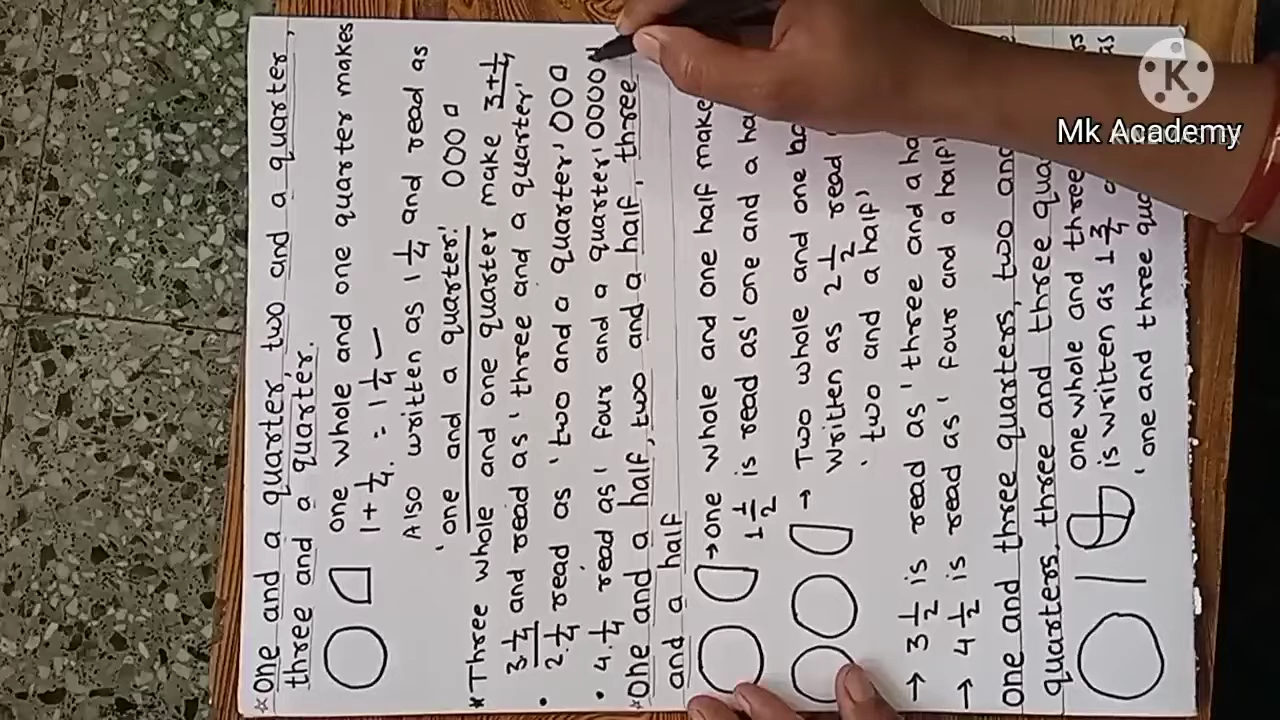 *One and a quarter, two and a quarter,
three and a quarter.
one whole and one quarter makes
1 + 1/4. = 1 1/4 —
Also written as 1 1/4 and read as
'one and a quarter.'
*Three whole and one quarter make 3+1/4
3 1/4 and read as 'three and a quarter'
• 2. 1/4 read as 'two and a quarter'
• 4. 1/4 read as 'four and a quarter'
*One and a half, two and a half, three
and a half
→ one whole and one half make
1 1/2 is read as 'one and a
→ Two whole and one
written as 2 1/2 read
'two and a half'
→ 3 1/2 is read as 'three and a
→ 4 1/2 is read as 'four and a half'
One and three quarters, two and
quarters, three and three
one whole and three
is written as 1 3/4
'one and three
K
Mk Academy